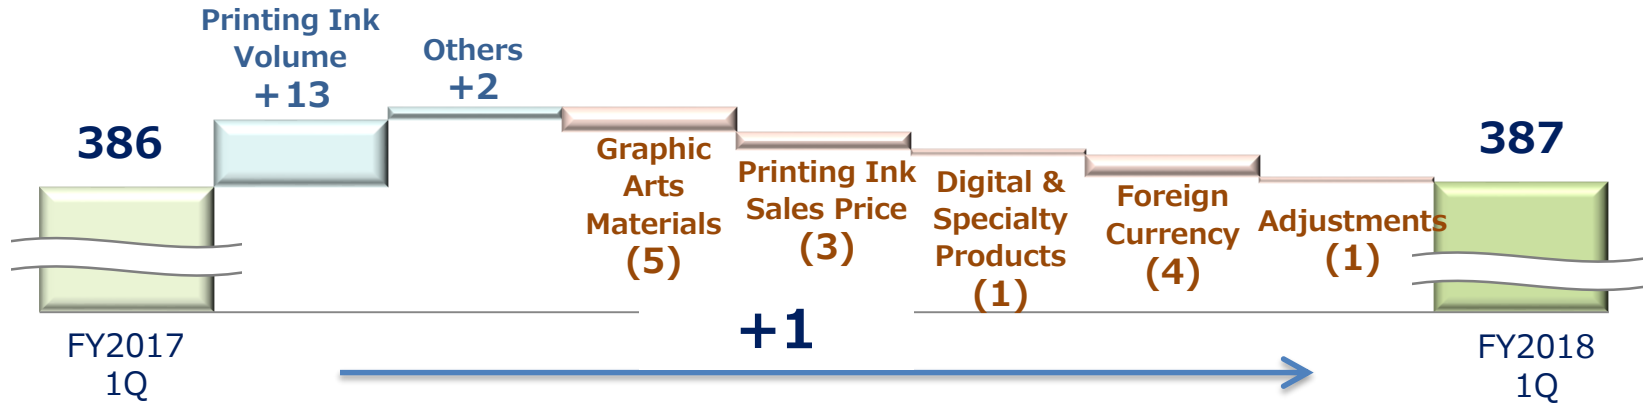 386
Printing Ink
Volume
+13
Others
+2
Graphic
Arts
Materials
(5)
Printing Ink
Sales Price
(3)
Digital &
Specialty
Products
(1)
Foreign
Currency
(4)
Adjustments
(1)
387
+1
FY2017
1Q
FY2018
1Q